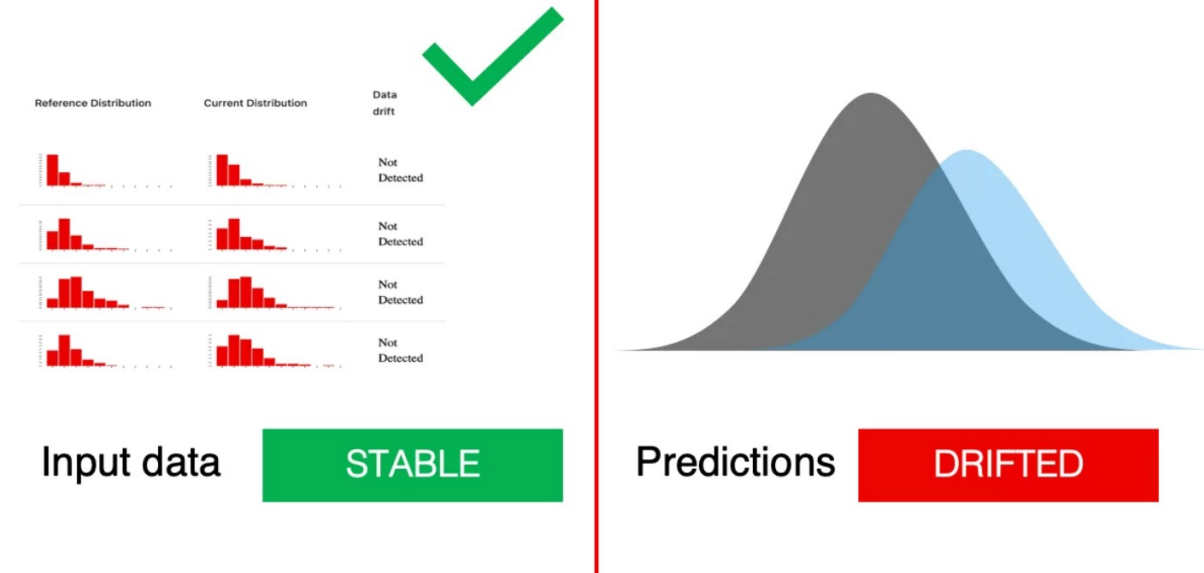 Reference Distribution
Current Distribution
Data
drift
Not
Detected
Not
Detected
Not
Detected
Not
Detected
Input data
STABLE
Predictions
DRIFTED